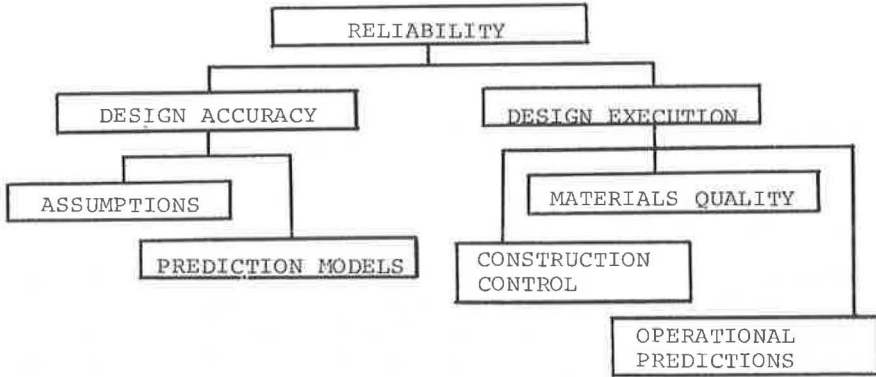 RELIABILITY
DESIGN ACCURACY
DESIGN EXECUTION
ASSUMPTIONS
MATERIALS QUALITY
PREDICTION MODELS
CONSTRUCTION
CONTROL
OPERATIONAL
PREDICTIONS